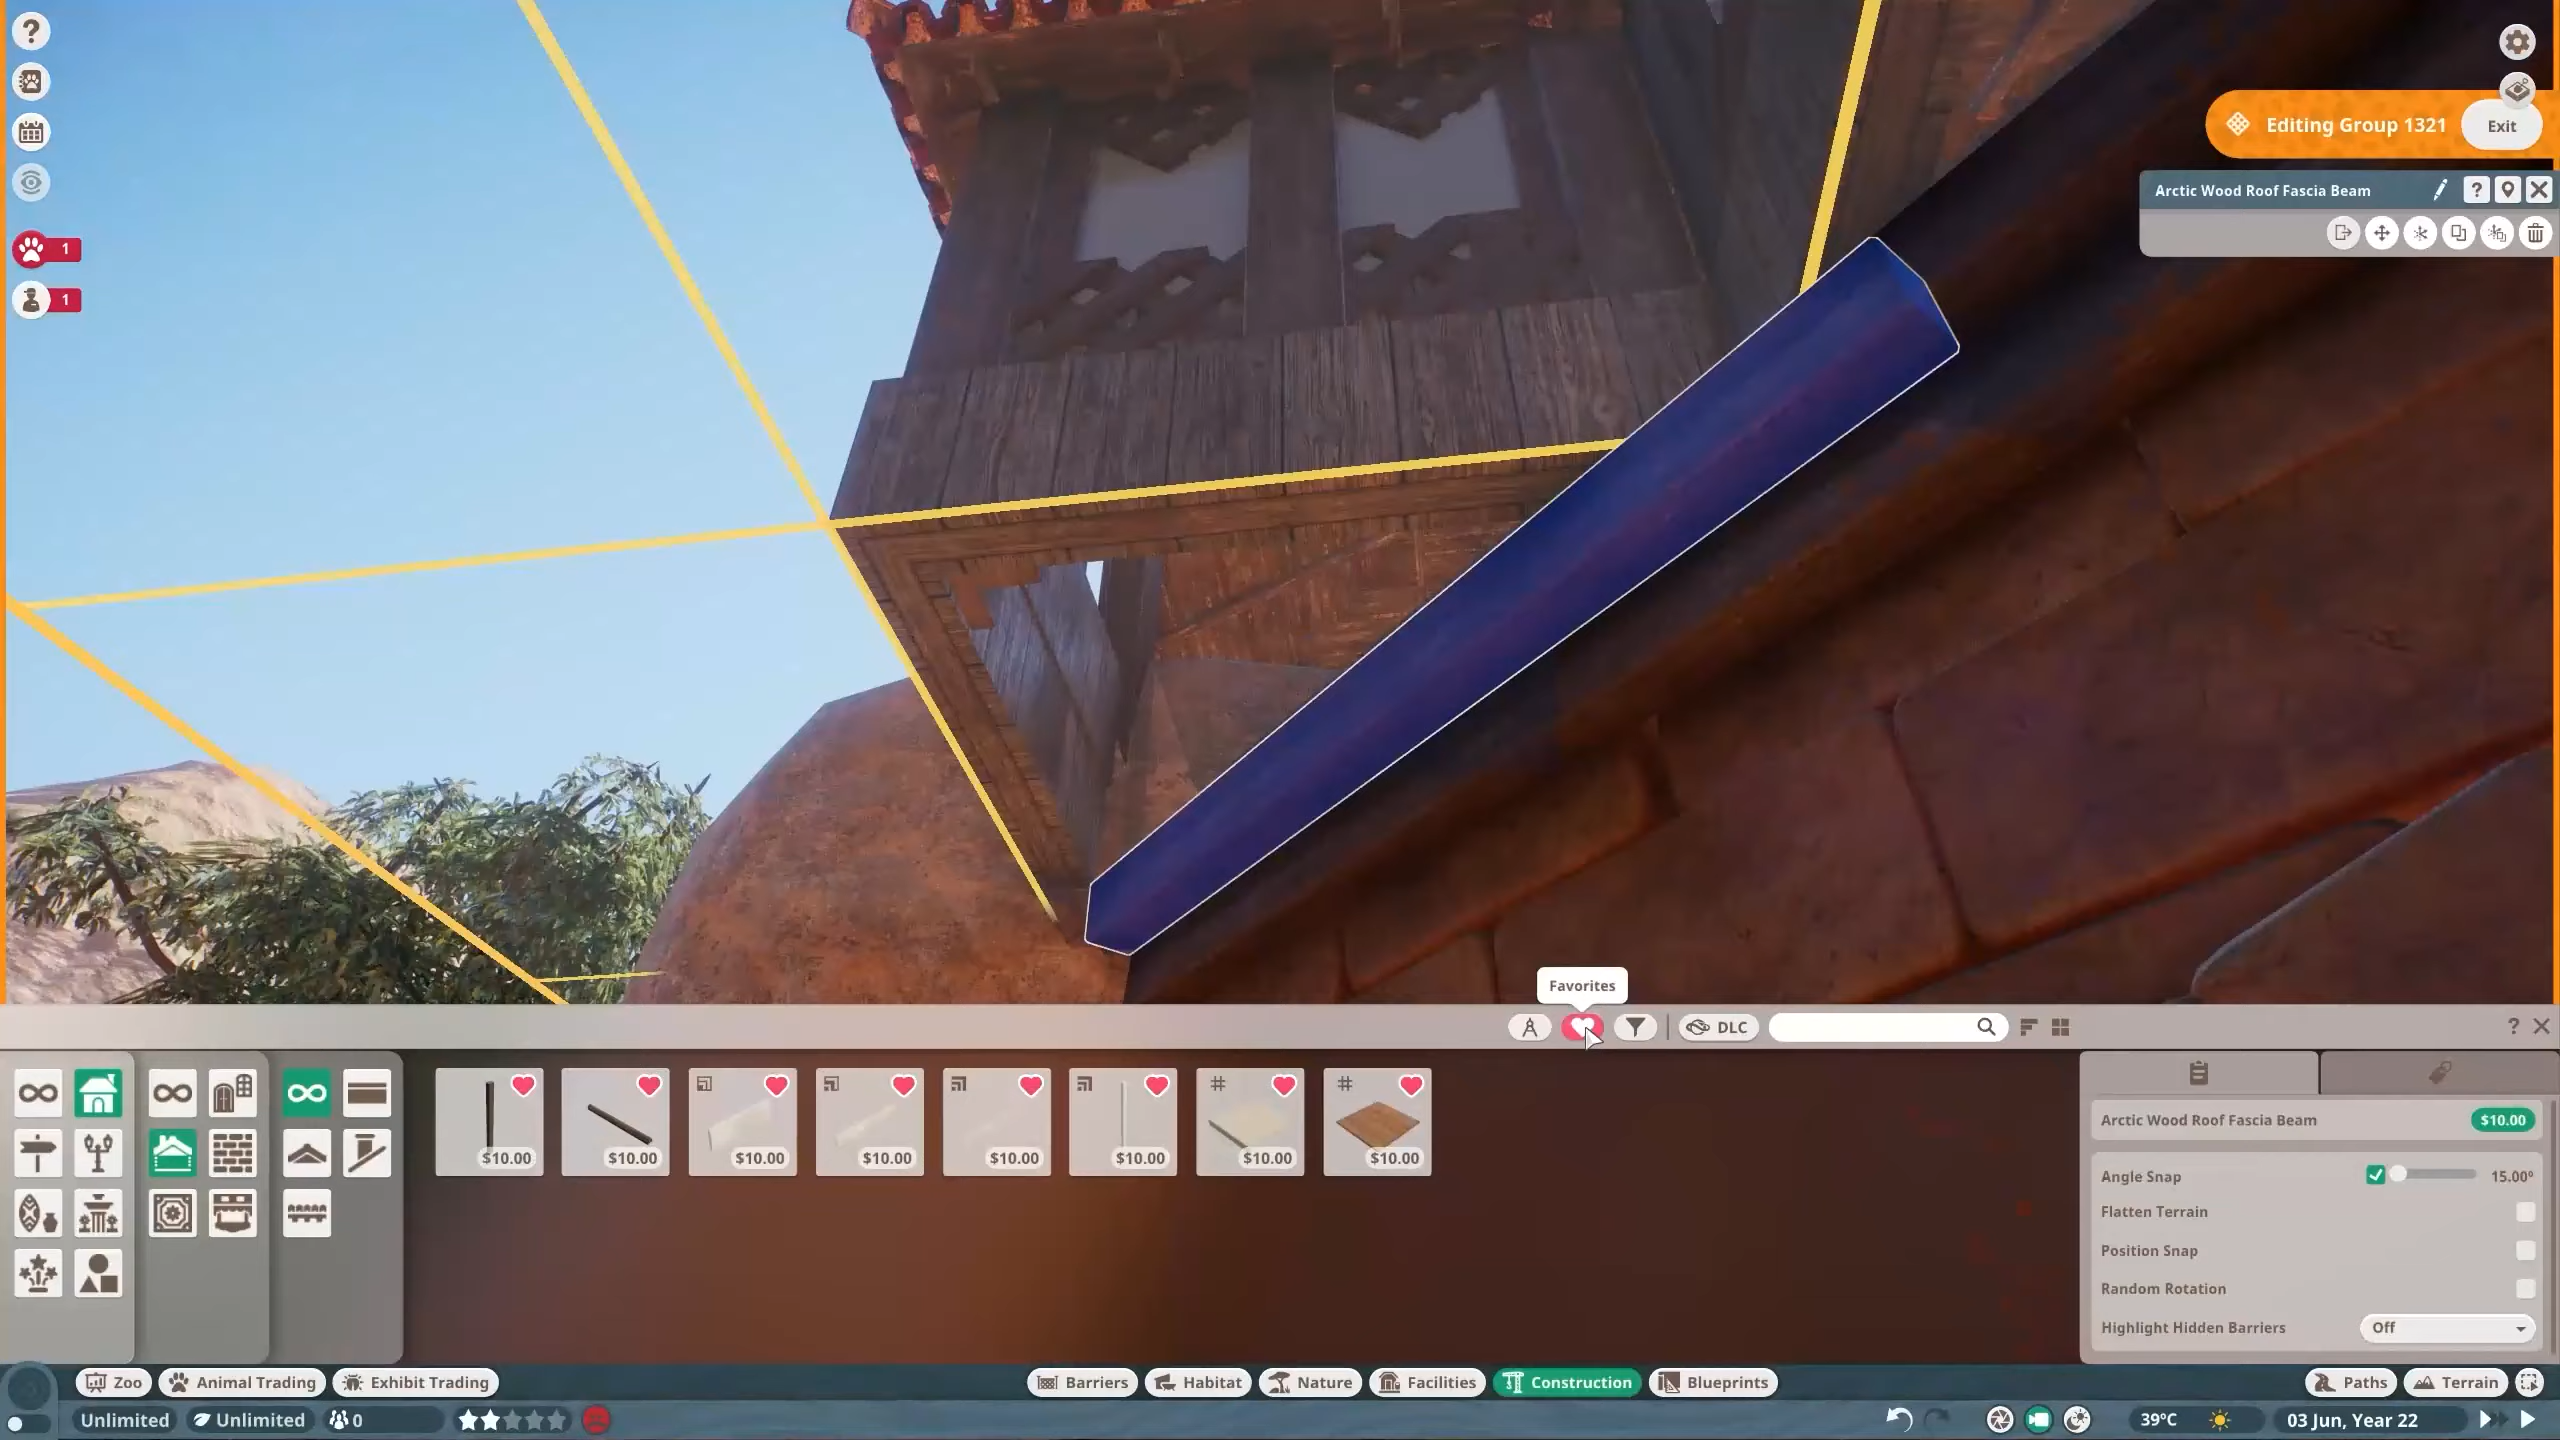 ?
Editing Group 1321
Exit
Arctic Wood Roof Fascia Beam
?
1
1
Favorites
DLC
?
$10.00
$10.00
$10.00
$10.00
$10.00
$10.00
$10.00
$10.00
Arctic Wood Roof Fascia Beam
$10.00
Angle Snap
15.00°
Flatten Terrain
Position Snap
Random Rotation
Highlight Hidden Barriers
Off
Zoo
Animal Trading
Exhibit Trading
Barriers
Habitat
Nature
Facilities
Construction
Blueprints
Paths
Terrain
Unlimited
Unlimited
0
39°C
03 Jun, Year 22